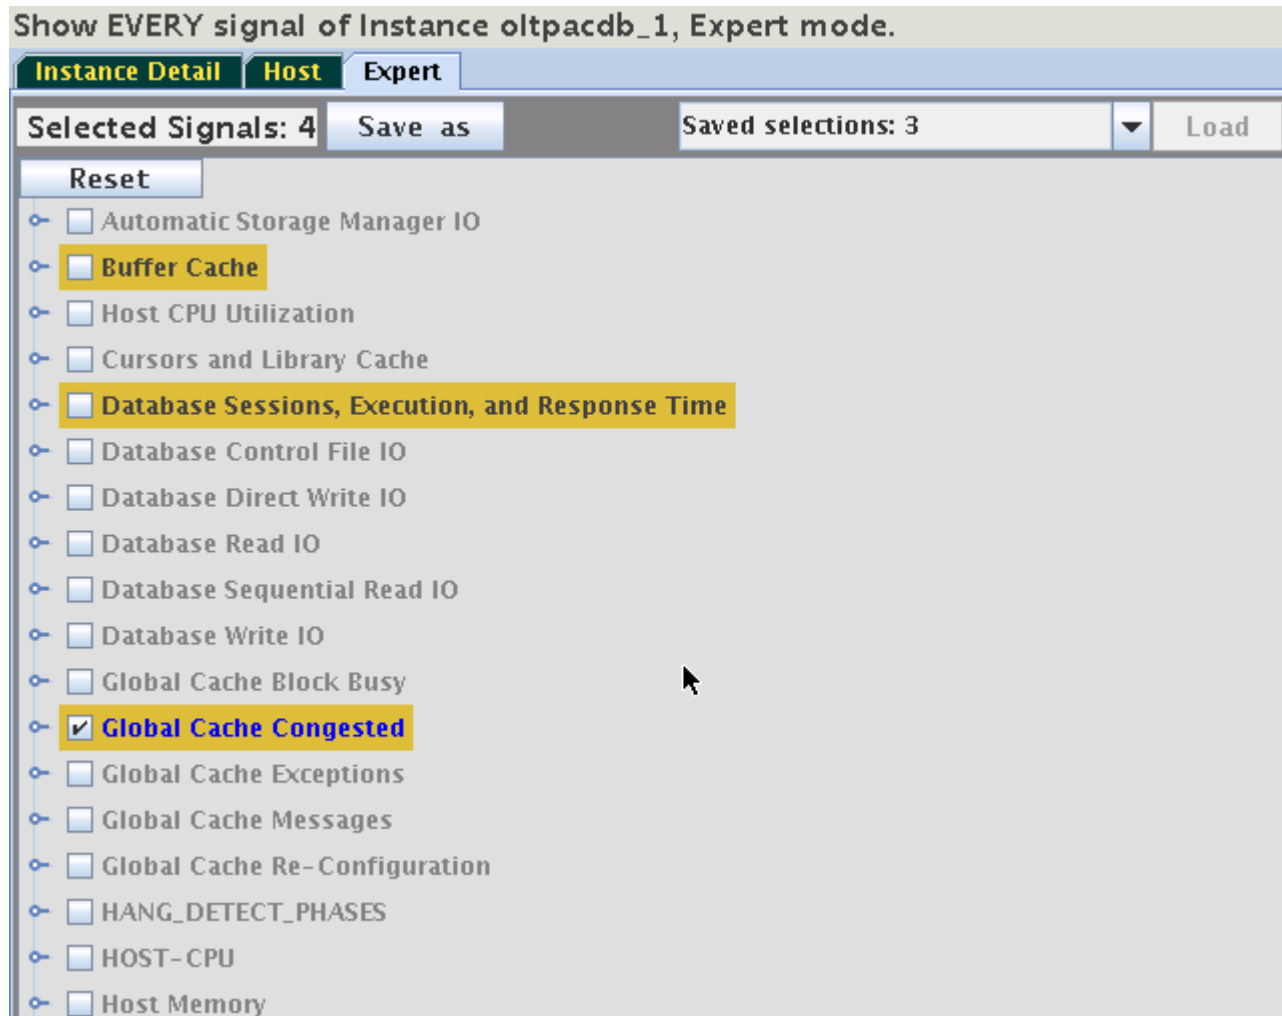 Show EVERY signal of Instance oltpacdb_1, Expert mode.
Instance Detail Host Expert
Selected Signals: 4 Save as Saved selections: 3 Load
Reset
Automatic Storage Manager IO
Buffer Cache
Host CPU Utilization
Cursors and Library Cache
Database Sessions, Execution, and Response Time
Database Control File IO
Database Direct Write IO
Database Read IO
Database Sequential Read IO
Database Write IO
Global Cache Block Busy
Global Cache Congested
Global Cache Exceptions
Global Cache Messages
Global Cache Re-Configuration
HANG_DETECT_PHASES
HOST-CPU
Host Memory